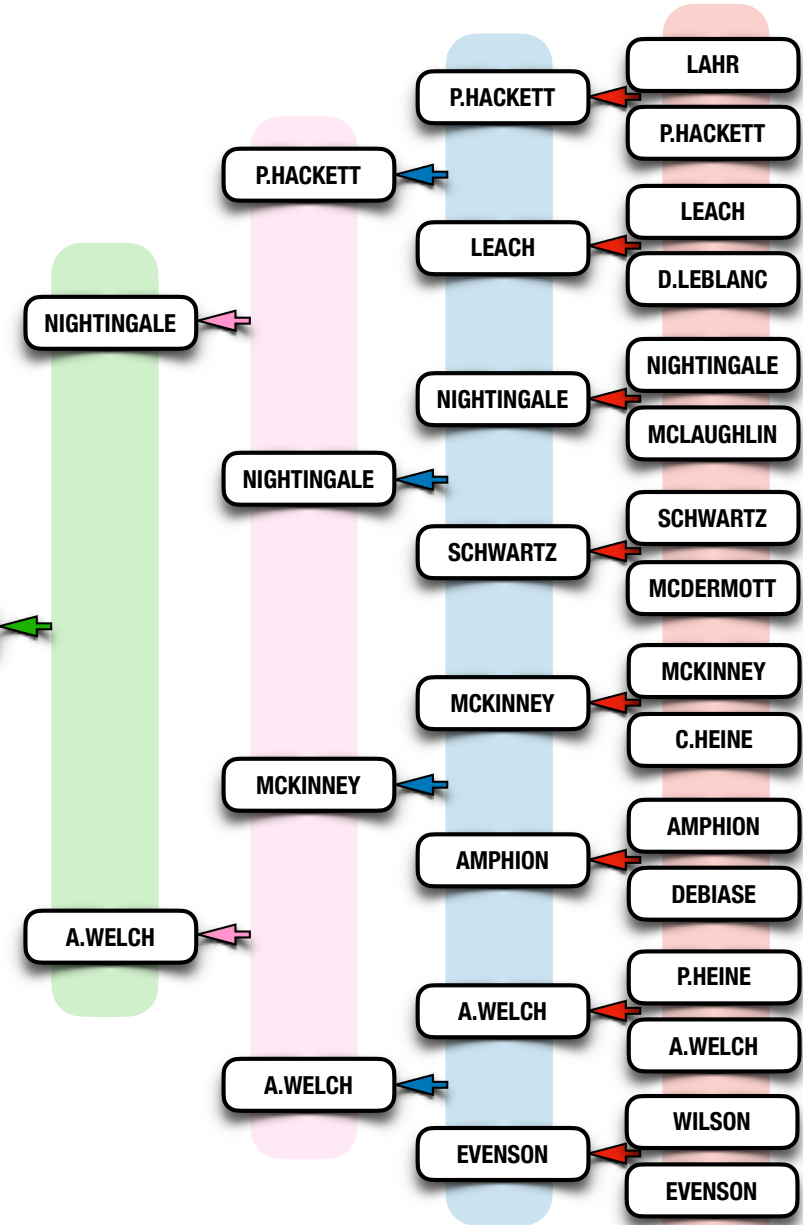 LAHR
P.HACKETT
P.HACKETT
P.HACKETT
LEACH
LEACH
D.LEBLANC
NIGHTINGALE
NIGHTINGALE
NIGHTINGALE
MCLAUGHLIN
NIGHTINGALE
SCHWARTZ
SCHWARTZ
MCDERMOTT
MCKINNEY
MCKINNEY
C.HEINE
MCKINNEY
AMPHION
AMPHION
DEBIASE
A.WELCH
P.HEINE
A.WELCH
A.WELCH
A.WELCH
WILSON
EVENSON
EVENSON